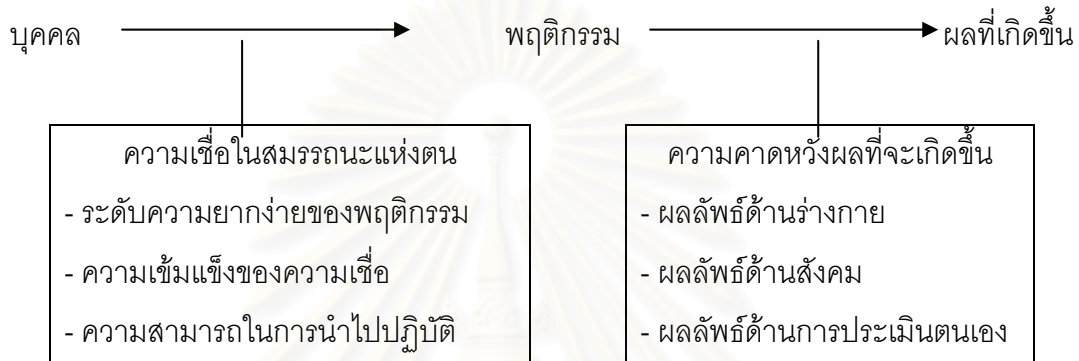 บุคคล พฤติกรรม ผลที่เกิดขึ้น
ความเชื่อในสมรรถนะแห่งตน
- ระดับความยากง่ายของพฤติกรรม
- ความเข้มแข็งของความเชื่อ
- ความสามารถในการนำไปปฏิบัติ
ความคาดหวังผลที่จะเกิดขึ้น
- ผลลัพธ์ด้านร่างกาย
- ผลลัพธ์ด้านสังคม
- ผลลัพธ์ด้านการประเมินตนเอง